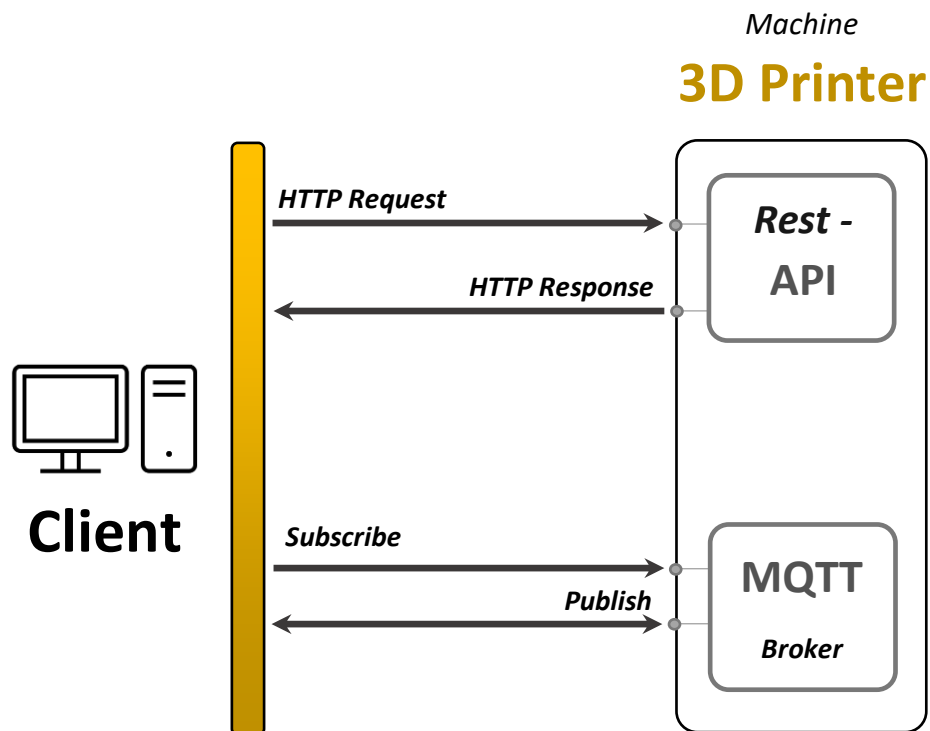 Machine
3D Printer
HTTP Request
Rest -
API
HTTP Response
Client
Subscribe
Publish
MQTT
Broker